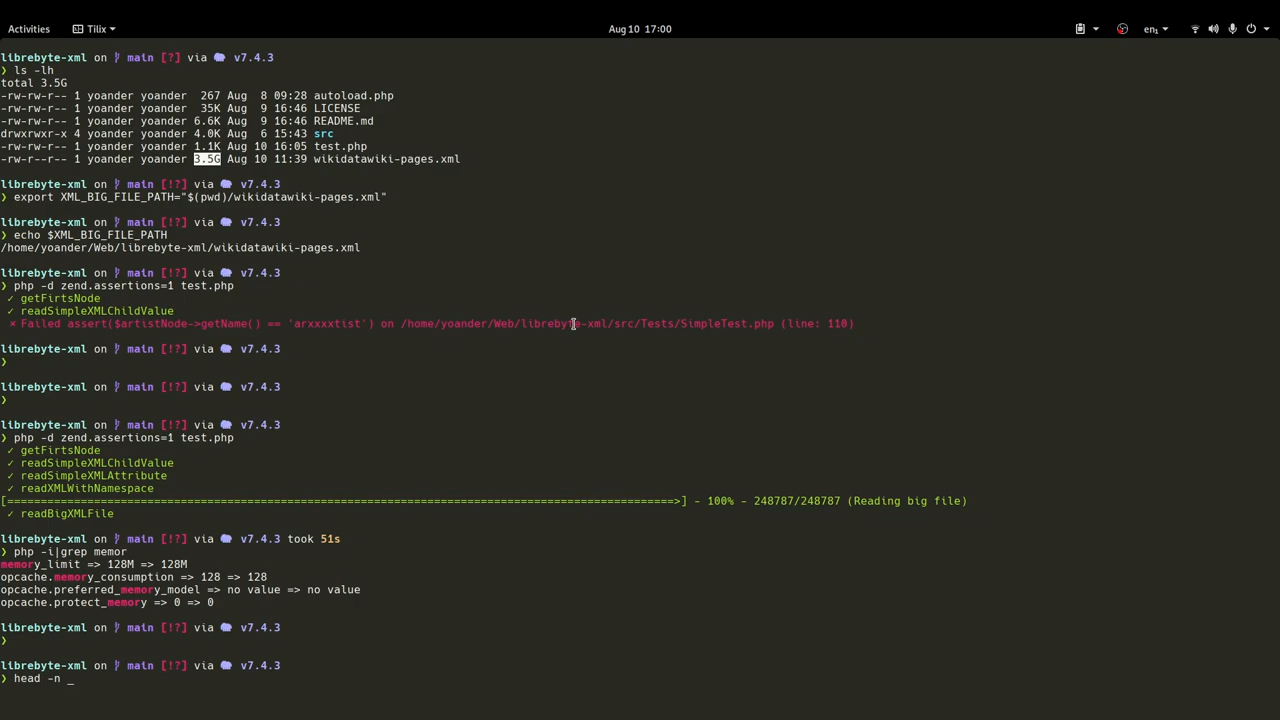 Activities
Tilix
Aug 10 17:00
en₁
librebyte-xml on main [?] via v7.4.3
❯ ls -lh
total 3.5G
-rw-rw-r-- 1 yoander yoander  267 Aug  8 09:28 autoload.php
-rw-rw-r-- 1 yoander yoander  35K Aug  9 16:46 LICENSE
-rw-rw-r-- 1 yoander yoander 6.6K Aug  9 16:46 README.md
drwxrwxr-x 4 yoander yoander 4.0K Aug  6 15:43 src
-rw-rw-r-- 1 yoander yoander 1.1K Aug 10 16:05 test.php
-rw-r--r-- 1 yoander yoander 3.5G Aug 10 11:39 wikidatawiki-pages.xml
librebyte-xml on main [!?] via v7.4.3
❯ export XML_BIG_FILE_PATH="$(pwd)/wikidatawiki-pages.xml"
librebyte-xml on main [!?] via v7.4.3
❯ echo $XML_BIG_FILE_PATH
/home/yoander/Web/librebyte-xml/wikidatawiki-pages.xml
librebyte-xml on main [!?] via v7.4.3
❯ php -d zend.assertions=1 test.php
✓ getFirtsNode
✓ readSimpleXMLChildValue
× Failed assert($artistNode->getName() == 'arxxxxtist') on /home/yoander/Web/librebyte-xml/src/Tests/SimpleTest.php (line: 110)
librebyte-xml on main [!?] via v7.4.3
❯
librebyte-xml on main [!?] via v7.4.3
❯
librebyte-xml on main [!?] via v7.4.3
❯ php -d zend.assertions=1 test.php
✓ getFirtsNode
✓ readSimpleXMLChildValue
✓ readSimpleXMLAttribute
✓ readXMLWithNamespace
[====================================================================================================>] - 100% - 248787/248787 (Reading big file)
✓ readBigXMLFile
librebyte-xml on main [!?] via v7.4.3 took 51s
❯ php -i|grep memor
memory_limit => 128M => 128M
opcache.memory_consumption => 128 => 128
opcache.preferred_memory_model => no value => no value
opcache.protect_memory => 0 => 0
librebyte-xml on main [!?] via v7.4.3
❯
librebyte-xml on main [!?] via v7.4.3
❯ head -n _